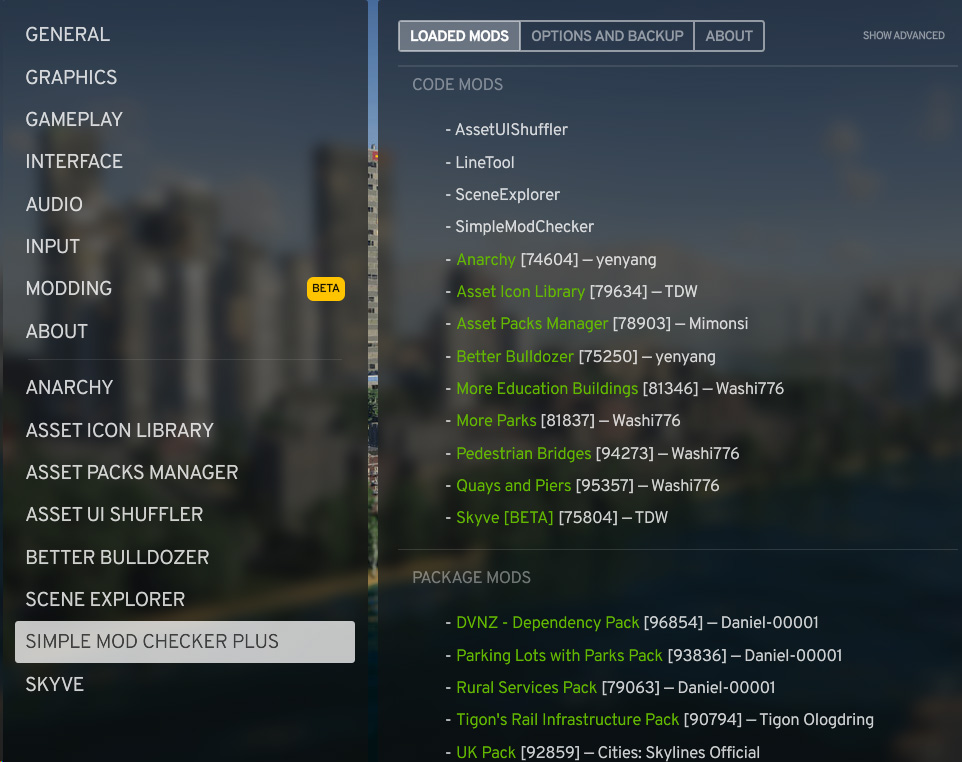 GENERAL
GRAPHICS
GAMEPLAY
INTERFACE
AUDIO
INPUT
MODDING
BETA
ABOUT
ANARCHY
ASSET ICON LIBRARY
ASSET PACKS MANAGER
ASSET UI SHUFFLER
BETTER BULLDOZER
SCENE EXPLORER
SIMPLE MOD CHECKER PLUS
SKYVE
LOADED MODS
OPTIONS AND BACKUP
ABOUT
SHOW ADVANCED
CODE MODS
- AssetUIShuffler
- LineTool
- SceneExplorer
- SimpleModChecker
- Anarchy [74604] – yenyang
- Asset Icon Library [79634] – TDW
- Asset Packs Manager [78903] – Mimonsi
- Better Bulldozer [75250] – yenyang
- More Education Buildings [81346] – Washi776
- More Parks [81837] – Washi776
- Pedestrian Bridges [94273] – Washi776
- Quays and Piers [95357] – Washi776
- Skyve [BETA] [75804] – TDW
PACKAGE MODS
- DVNZ - Dependency Pack [96854] – Daniel-00001
- Parking Lots with Parks Pack [93836] – Daniel-00001
- Rural Services Pack [79063] – Daniel-00001
- Tigon's Rail Infrastructure Pack [90794] – Tigon Ologdring
- UK Pack [92859] – Cities: Skylines Official